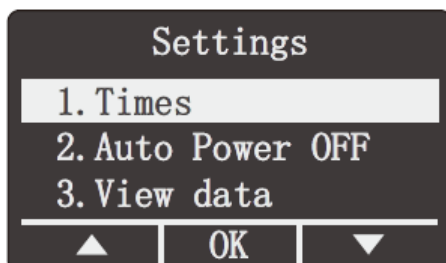 Settings
1. Times
2. Auto Power OFF
3. View data
OK